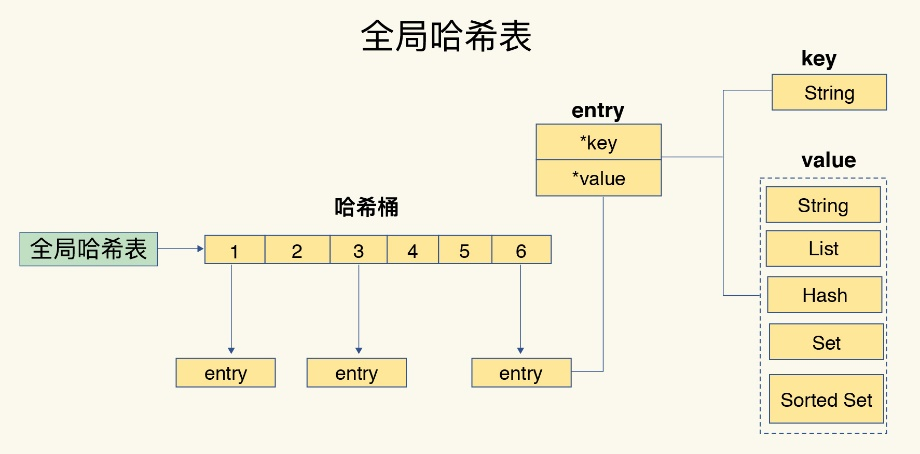 全局哈希表
key
String
entry
*key
*value
value
String
List
Hash
Set
Sorted Set
哈希桶
全局哈希表
1
2
3
4
5
6
entry
entry
entry